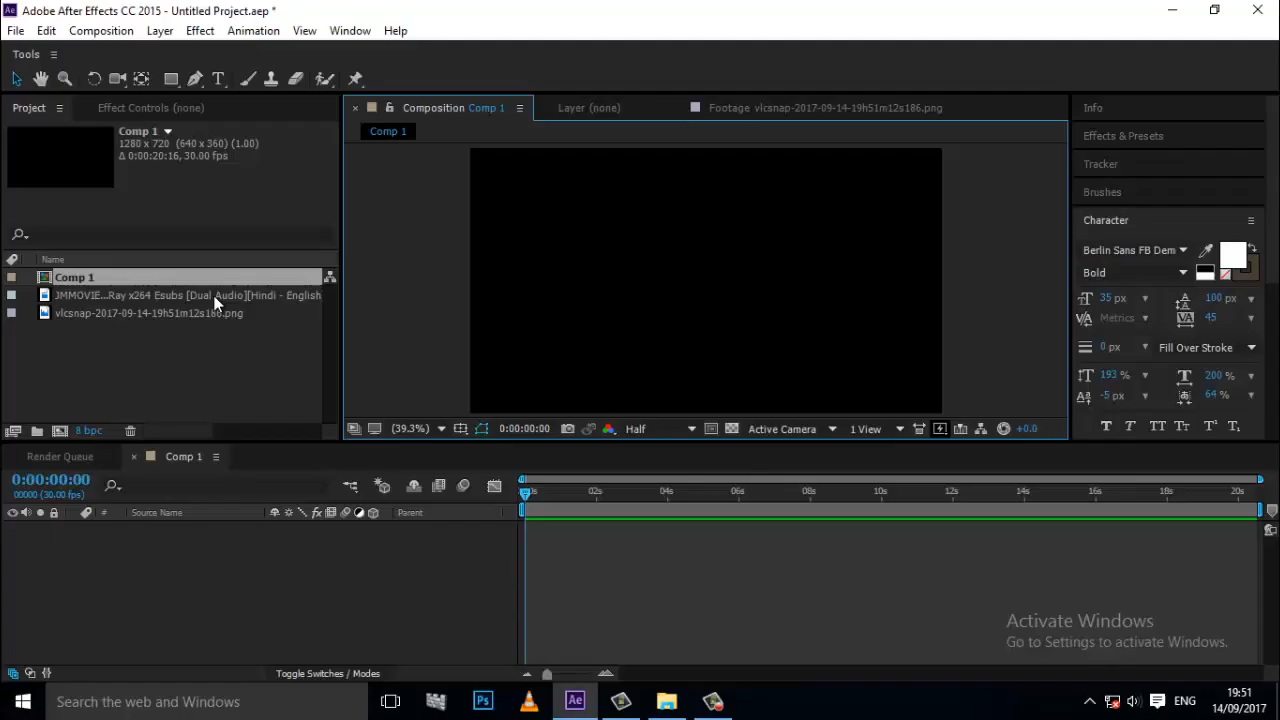 Ae Adobe After Effects CC 2015 - Untitled Project.aep *
File Edit Composition Layer Effect Animation View Window Help
Tools
Project
Effect Controls (none)
Composition Comp 1
Layer (none)
Footage vlcsnap-2017-09-14-19h51m12s186.png
Info
Comp 1
1280 x 720 (640 x 360) (1.00)
Δ 0:00:20:16, 30.00 fps
Comp 1
Effects & Presets
Tracker
Brushes
Character
Berlin Sans FB Dem
Bold
35 px
100 px
Metrics
45
0 px
Fill Over Stroke
193 %
200 %
-5 px
64 %
T T TT Tт T¹ T₁
Name
Comp 1
JMMOVIE...Ray x264 Esubs [Dual Audio][Hindi - English
vlcsnap-2017-09-14-19h51m12s186.png
8 bpc
(39.3%)
0:00:00:00
Half
Active Camera
1 View
+0.0
Render Queue
Comp 1
0:00:00:00
00000 (30.00 fps)
0s 02s 04s 06s 08s 10s 12s 14s 16s 18s 20s
# Source Name
Parent
Toggle Switches / Modes
Activate Windows
Go to Settings to activate Windows.
Search the web and Windows
Ps
Ae
ENG
19:51
14/09/2017